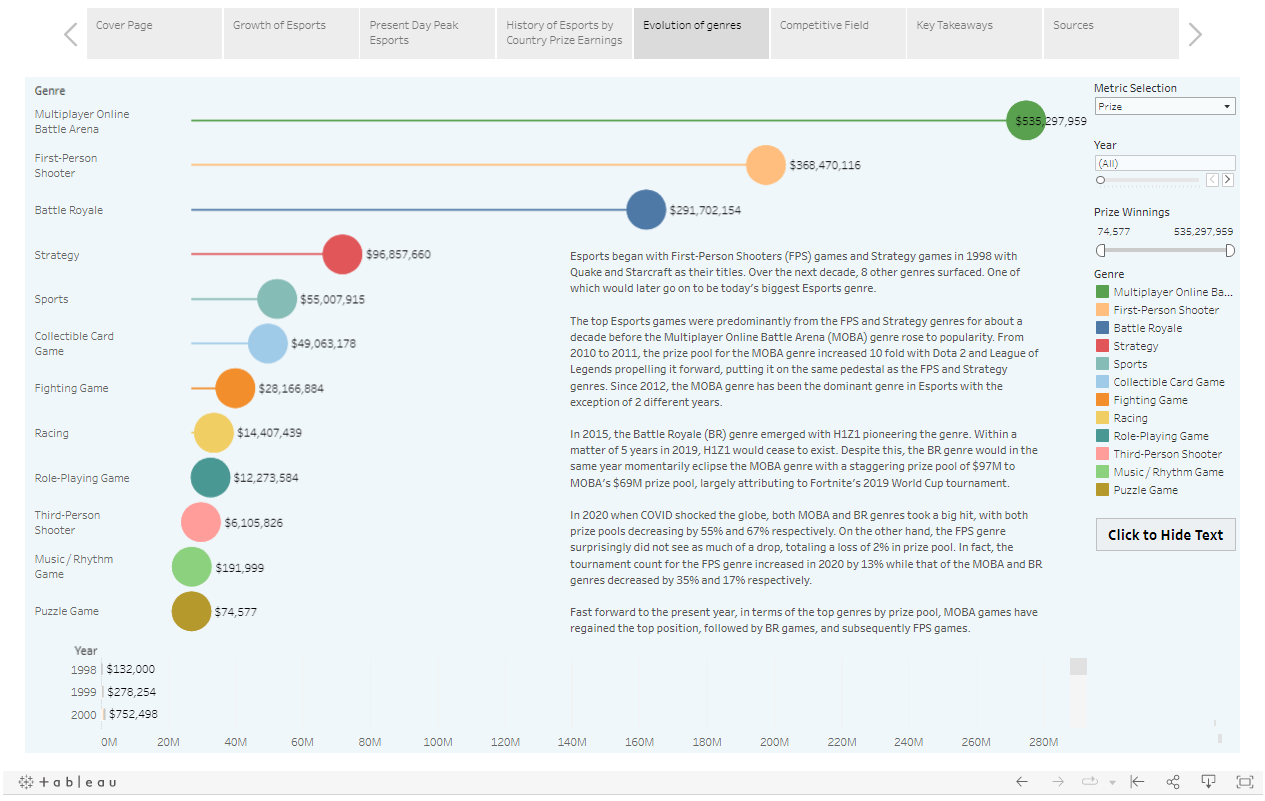 Cover Page
Growth of Esports
Present Day Peak
Esports
History of Esports by
Country Prize Earnings
Evolution of genres
Competitive Field
Key Takeaways
Sources
Genre
Multiplayer Online
Battle Arena
$535,297,959
First-Person
Shooter
$368,470,116
Battle Royale
$291,702,154
Strategy
$96,857,660
Sports
$55,007,915
Collectible Card
Game
$49,063,178
Fighting Game
$28,166,884
Racing
$14,407,439
Role-Playing Game
$12,273,584
Third-Person
Shooter
$6,105,826
Music / Rhythm
Game
$191,999
Puzzle Game
$74,577
Esports began with First-Person Shooters (FPS) games and Strategy games in 1998 with
Quake and Starcraft as their titles. Over the next decade, 8 other genres surfaced. One of
which would later go on to be today's biggest Esports genre.
The top Esports games were predominantly from the FPS and Strategy genres for about a
decade before the Multiplayer Online Battle Arena (MOBA) genre rose to popularity. From
2010 to 2011, the prize pool for the MOBA genre increased 10 fold with Dota 2 and League of
Legends propelling it forward, putting it on the same pedestal as the FPS and Strategy
genres. Since 2012, the MOBA genre has been the dominant genre in Esports with the
exception of 2 different years.
In 2015, the Battle Royale (BR) genre emerged with H1Z1 pioneering the genre. Within a
matter of 5 years in 2019, H1Z1 would cease to exist. Despite this, the BR genre would in the
same year momentarily eclipse the MOBA genre with a staggering prize pool of $97M to
MOBA's $69M prize pool, largely attributing to Fortnite's 2019 World Cup tournament.
In 2020 when COVID shocked the globe, both MOBA and BR genres took a big hit, with both
prize pools decreasing by 55% and 67% respectively. On the other hand, the FPS genre
surprisingly did not see as much of a drop, totaling a loss of 2% in prize pool. In fact, the
tournament count for the FPS genre increased in 2020 by 13% while that of the MOBA and BR
genres decreased by 35% and 17% respectively.
Fast forward to the present year, in terms of the top genres by prize pool, MOBA games have
regained the top position, followed by BR games, and subsequently FPS games.
Metric Selection
Prize
Year
(All)
Prize Winnings
74,577 535,297,959
Genre
Multiplayer Online Ba...
First-Person Shooter
Battle Royale
Strategy
Sports
Collectible Card Game
Fighting Game
Racing
Role-Playing Game
Third-Person Shooter
Music / Rhythm Game
Puzzle Game
Click to Hide Text
Year
1998 $132,000
1999 $278,254
2000 $752,498
0M 20M 40M 60M 80M 100M 120M 140M 160M 180M 200M 220M 240M 260M 280M
+ a b l e a u